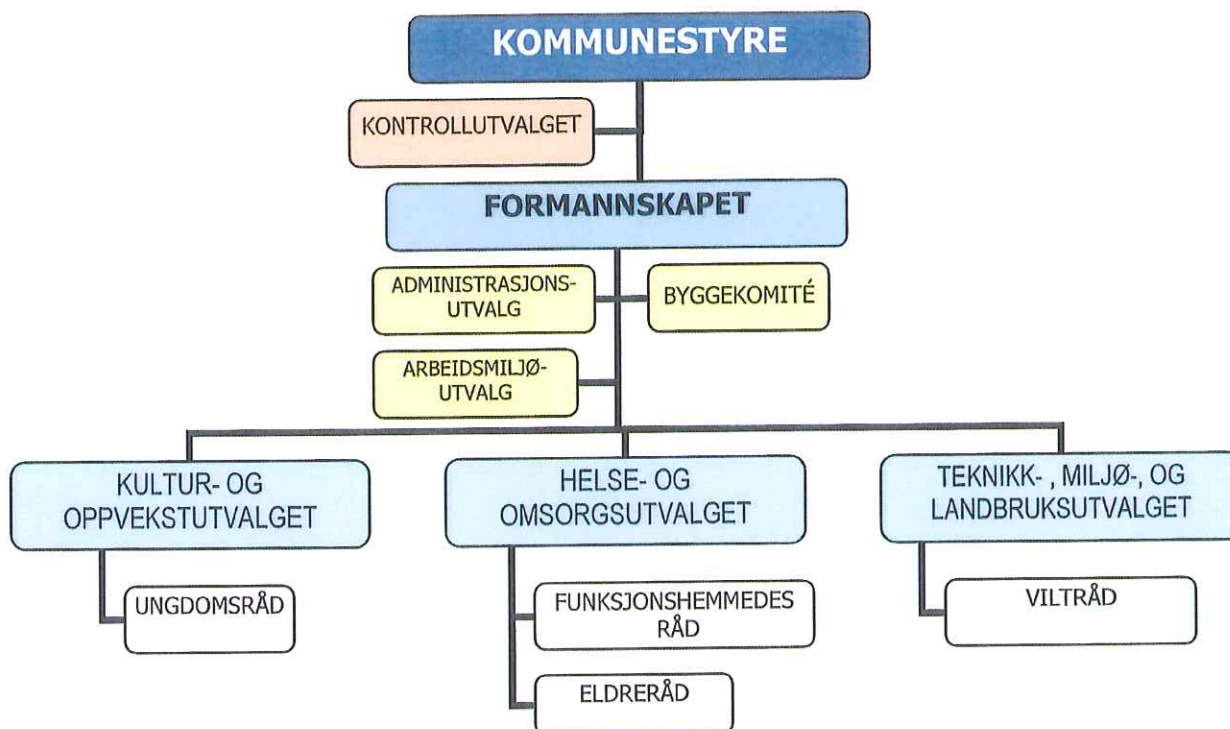 KOMMUNESTYRE
KONTROLLUTVALGET
FORMANNSKAPET
ADMINISTRASJONS-
UTVALG
BYGGEKOMITÉ
ARBEIDSMILJØ-
UTVALG
KULTUR- OG
OPPVEKSTUTVALGET
HELSE- OG
OMSORGSUTVALGET
TEKNIKK- , MILJØ-, OG
LANDBRUKSUTVALGET
UNGDOMSRÅD
FUNKSJONSHEMMEDES
RÅD
VILTRÅD
ELDRERÅD